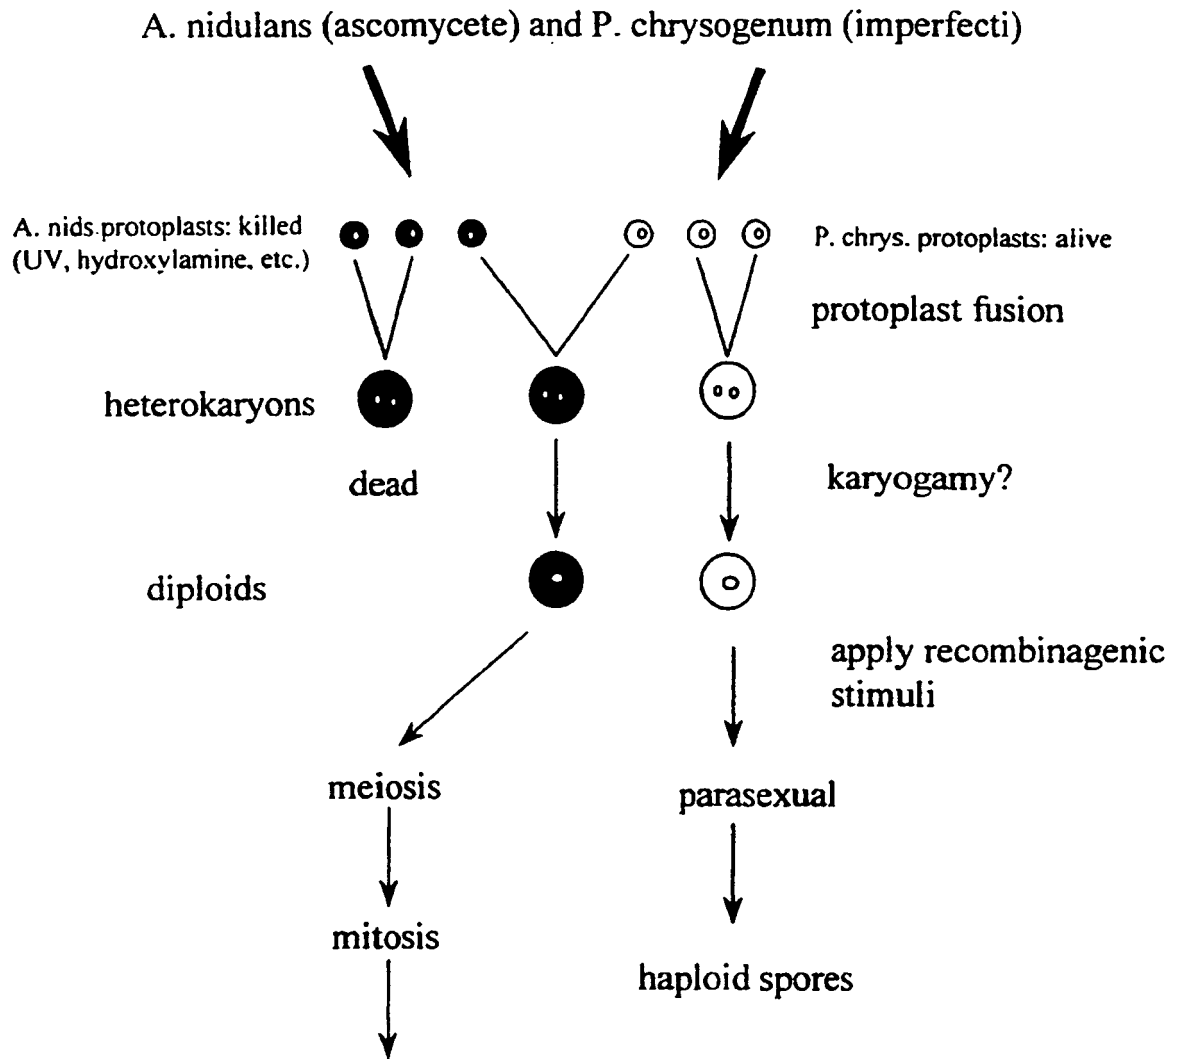 A. nidulans (ascomycete) and P. chrysogenum (imperfecti)
A. nids.protoplasts: killed
(UV, hydroxylamine, etc.)
P. chrys. protoplasts: alive
protoplast fusion
heterokaryons
dead
karyogamy?
diploids
apply recombinagenic
stimuli
meiosis
parasexual
mitosis
haploid spores